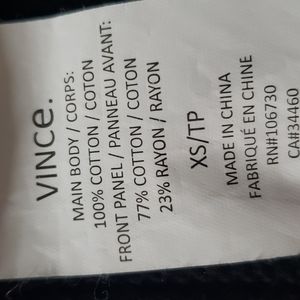 VINCE.
MAIN BODY / CORPS:
100% COTTON / COTON
FRONT PANEL / PANNEAU AVANT:
77% COTTON / COTON
23% RAYON / RAYON
XS/TP
MADE IN CHINA
FABRIQUÉ EN CHINE
RN#106730
CA#34460